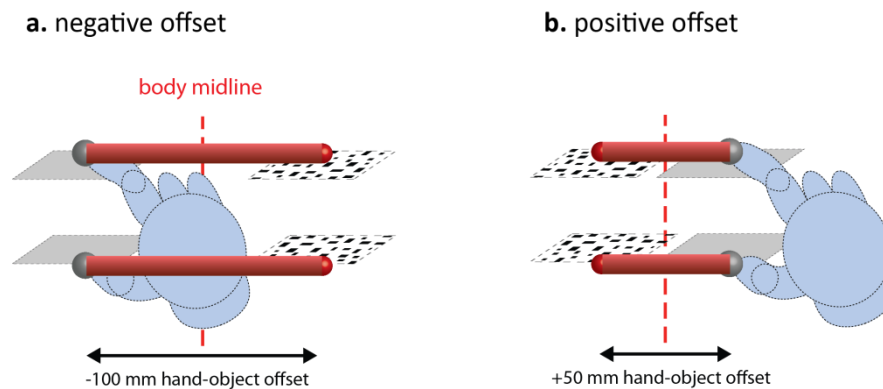 a. negative offset
b. positive offset
body midline
-100 mm hand-object offset
+50 mm hand-object offset